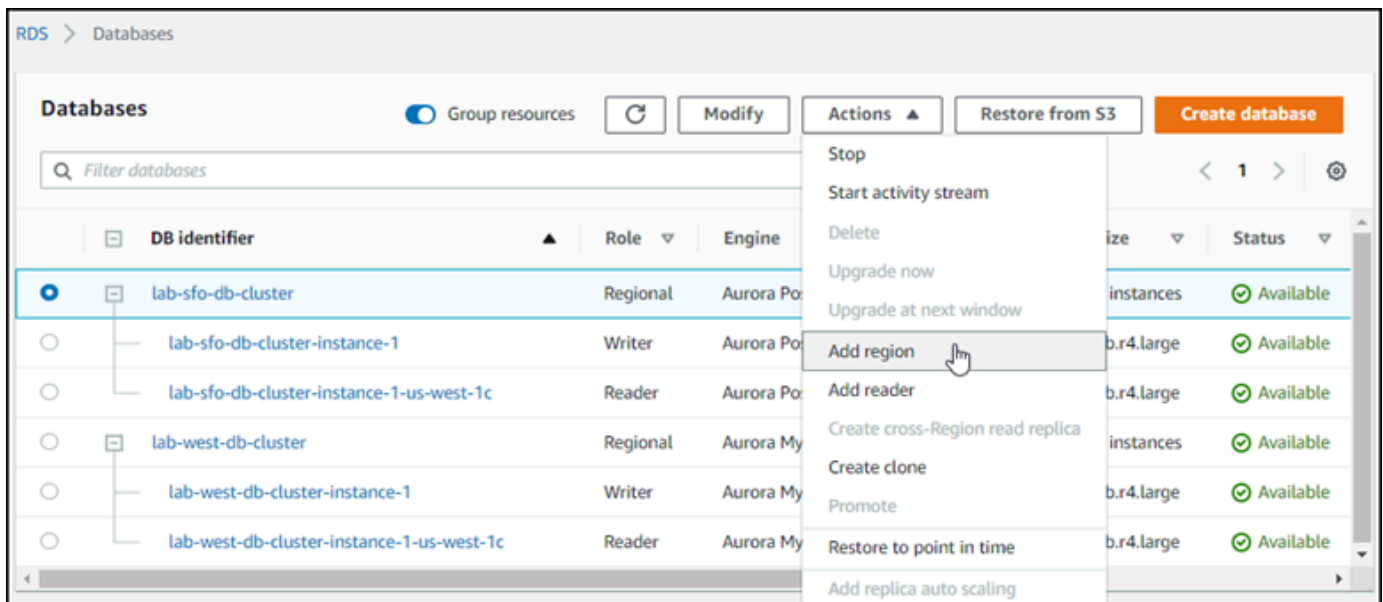 RDS > Databases
Databases Group resources Modify Actions Restore from S3 Create database
Filter databases < 1 >
Stop
Start activity stream
Delete
Upgrade now
Upgrade at next window
Add region
Add reader
Create cross-Region read replica
Create clone
Promote
Restore to point in time
Add replica auto scaling
DB identifier Role Engine ize Status
lab-sfo-db-cluster Regional Aurora Po instances Available
lab-sfo-db-cluster-instance-1 Writer Aurora Po b.r4.large Available
lab-sfo-db-cluster-instance-1-us-west-1c Reader Aurora Po b.r4.large Available
lab-west-db-cluster Regional Aurora My instances Available
lab-west-db-cluster-instance-1 Writer Aurora My b.r4.large Available
lab-west-db-cluster-instance-1-us-west-1c Reader Aurora My b.r4.large Available